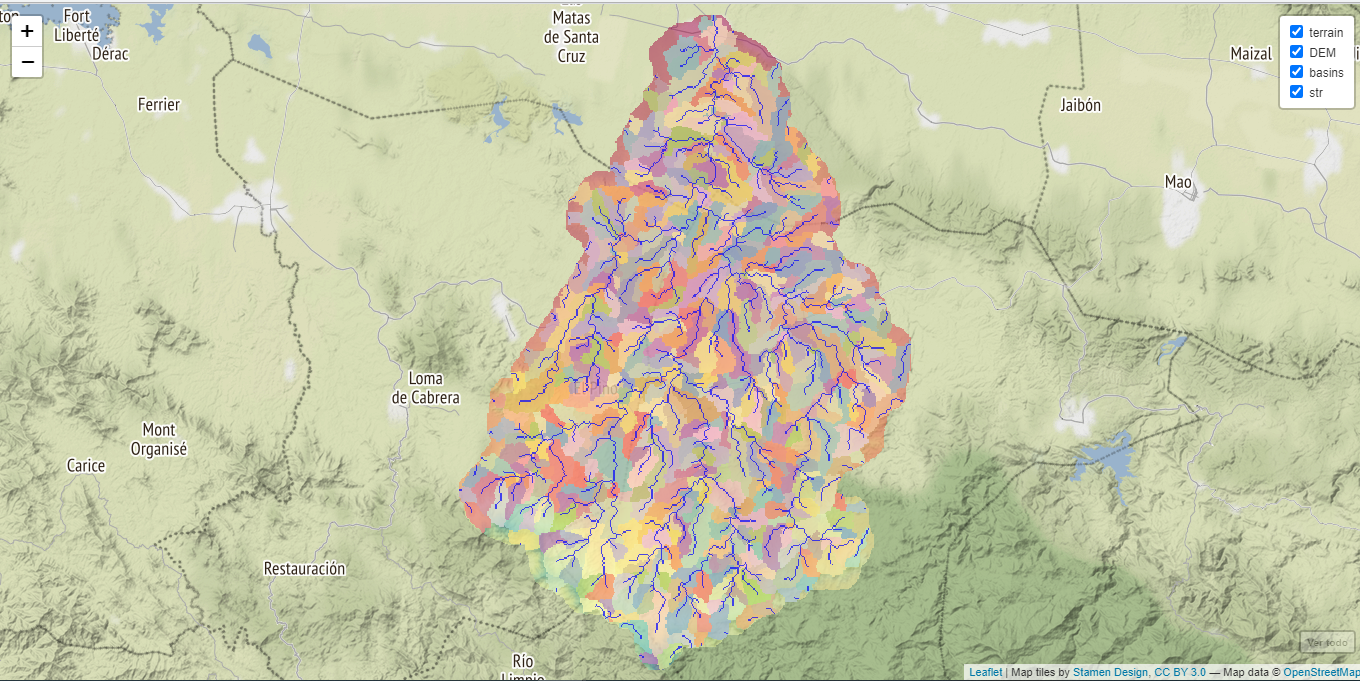 +
−
Fort
Liberté
Dérac
Ferrier
Matas
de Santa
Cruz
Maizal
Jaibón
Mao
terrain
DEM
basins
str
Loma
de Cabrera
Mont
Organisé
Carice
Restauración
Río
Limpio
Ver todo
Leaflet | Map tiles by Stamen Design, CC BY 3.0 — Map data © OpenStreetMap